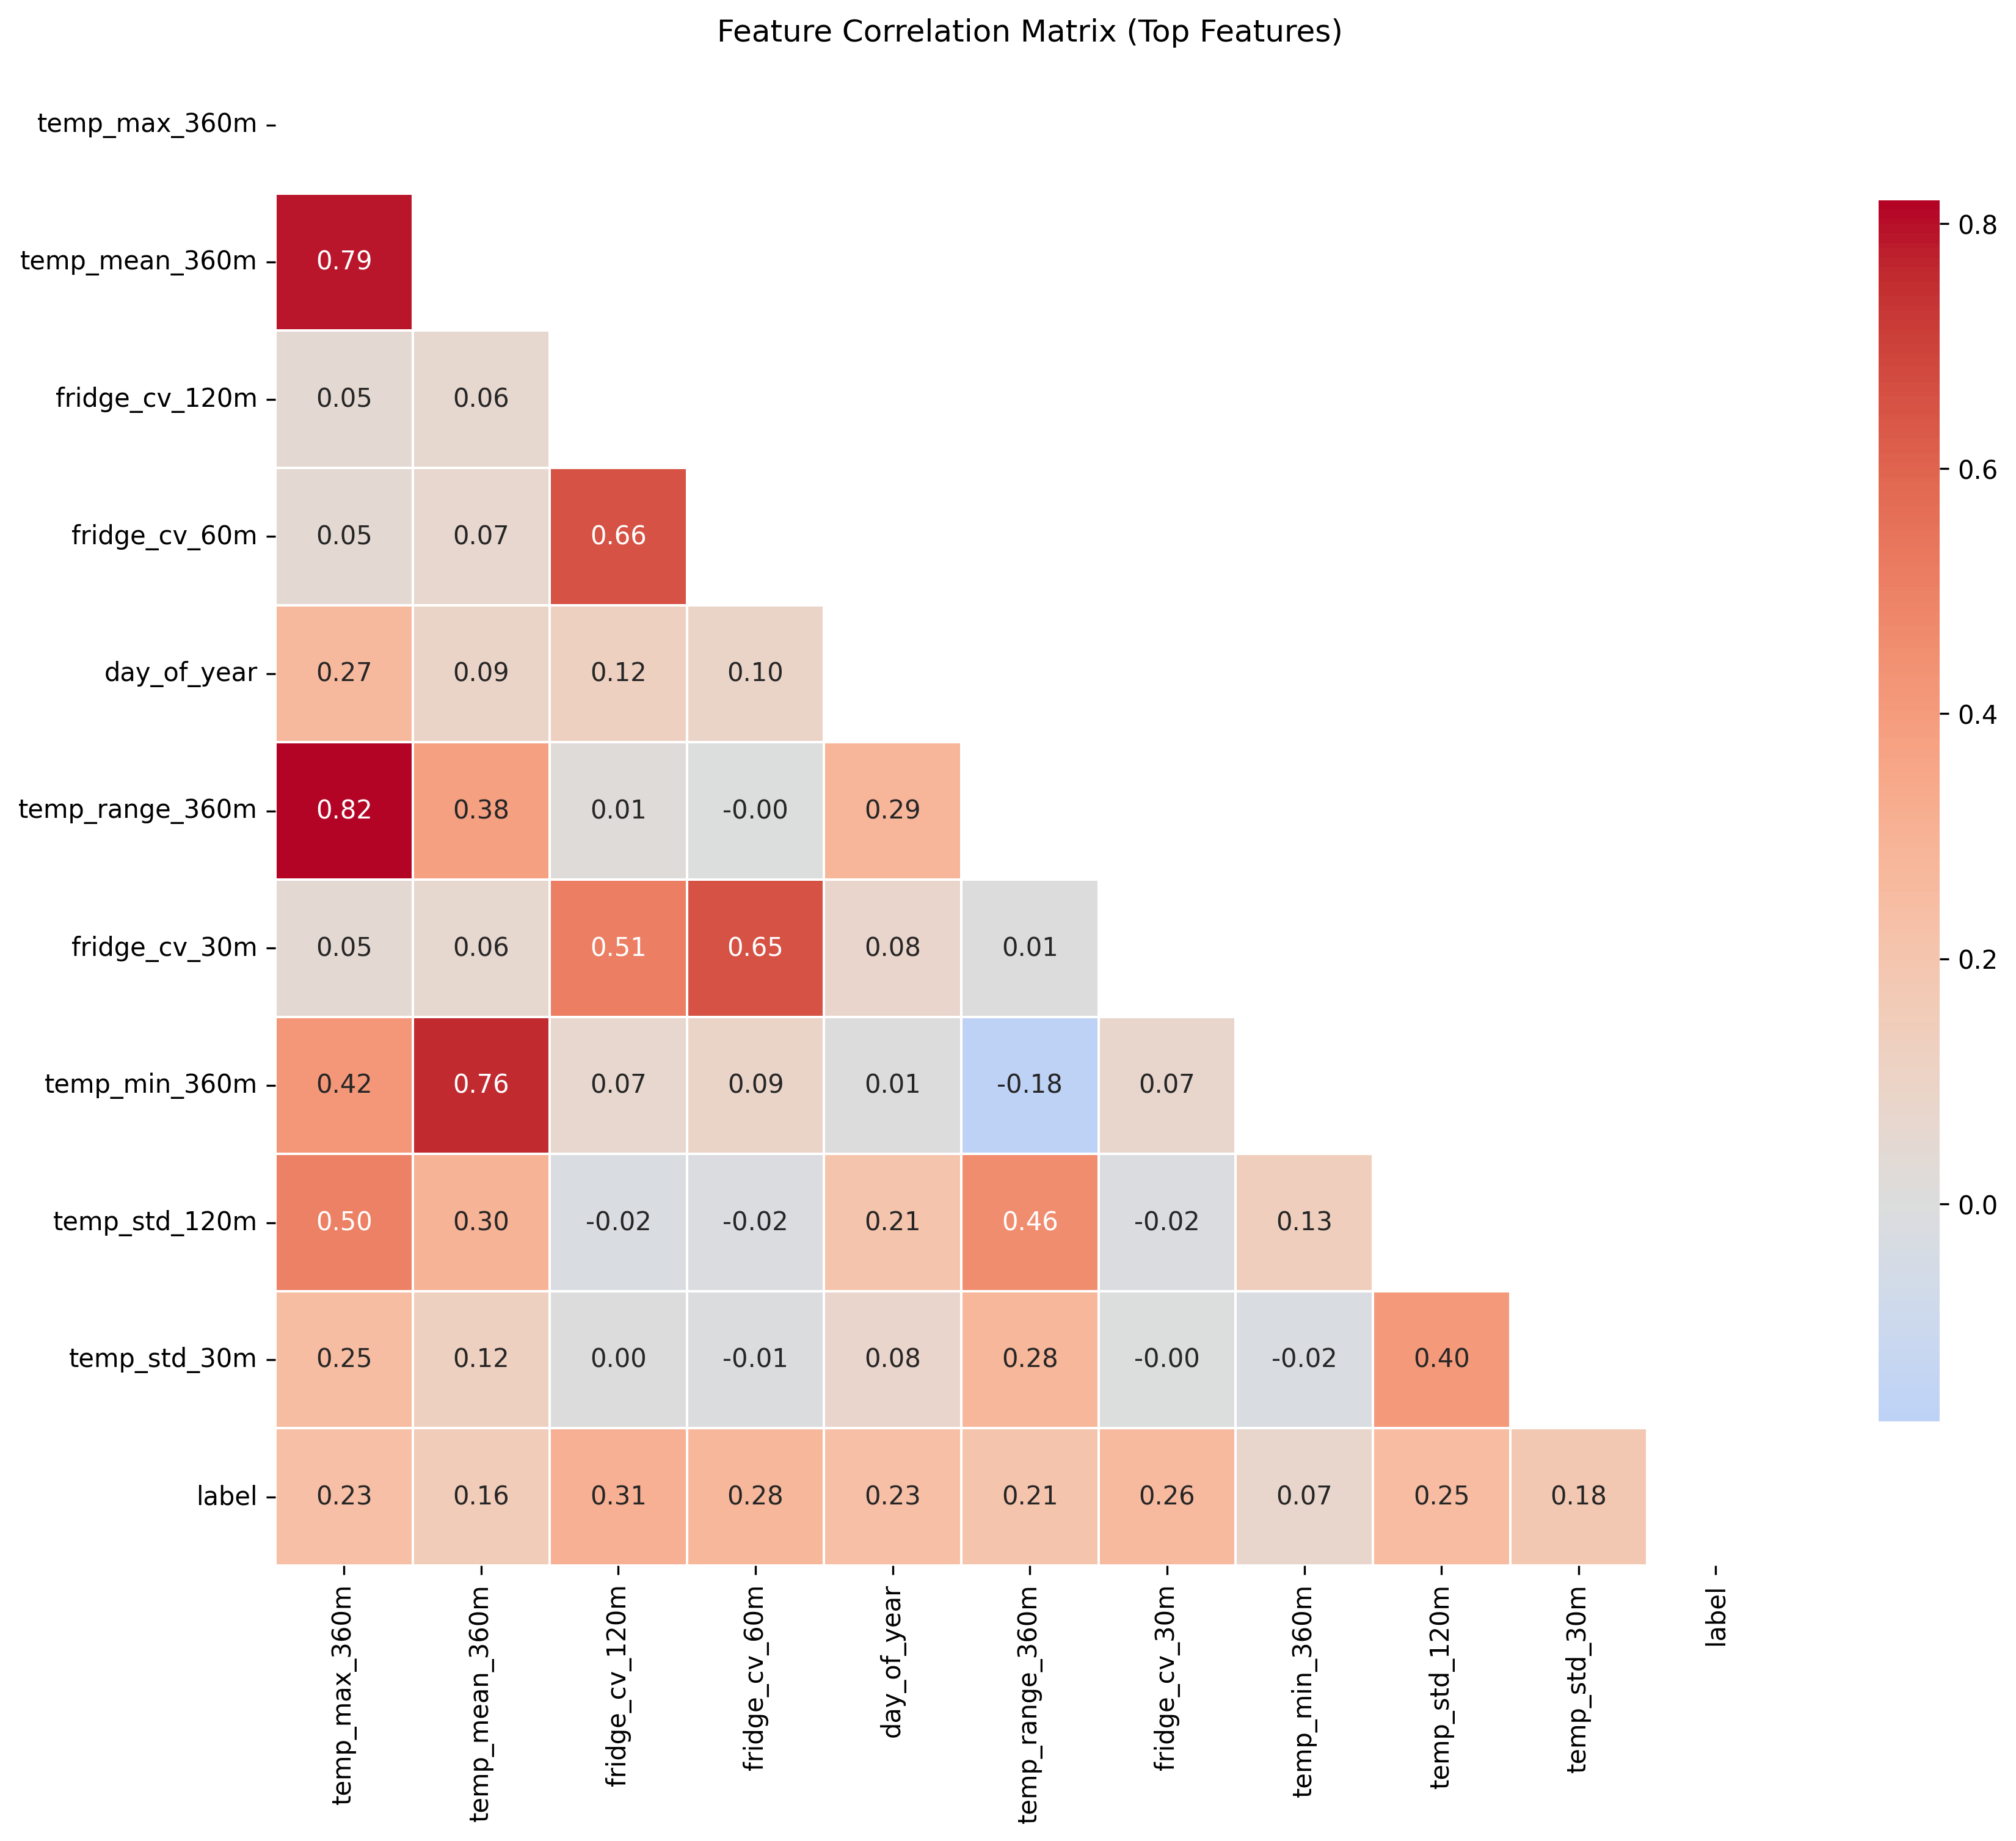 Feature Correlation Matrix (Top Features)
temp_max_360m
temp_mean_360m 0.79
fridge_cv_120m 0.05 0.06
fridge_cv_60m 0.05 0.07 0.66
day_of_year 0.27 0.09 0.12 0.10
temp_range_360m 0.82 0.38 0.01 -0.00 0.29
fridge_cv_30m 0.05 0.06 0.51 0.65 0.08 0.01
temp_min_360m 0.42 0.76 0.07 0.09 0.01 -0.18 0.07
temp_std_120m 0.50 0.30 -0.02 -0.02 0.21 0.46 -0.02 0.13
temp_std_30m 0.25 0.12 0.00 -0.01 0.08 0.28 -0.00 -0.02 0.40
label 0.23 0.16 0.31 0.28 0.23 0.21 0.26 0.07 0.25 0.18
temp_max_360m
temp_mean_360m
fridge_cv_120m
fridge_cv_60m
day_of_year
temp_range_360m
fridge_cv_30m
temp_min_360m
temp_std_120m
temp_std_30m
label
0.8
0.6
0.4
0.2
0.0